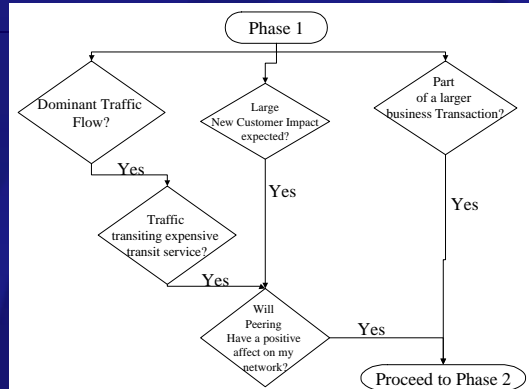 Phase 1
Dominant Traffic
Flow?
Large
New Customer Impact
expected?
Part
of a larger
business Transaction?
Yes
Traffic
transiting expensive
transit service?
Yes
Yes
Yes
Will
Peering
Have a positive
affect on my
network?
Yes
Proceed to Phase 2